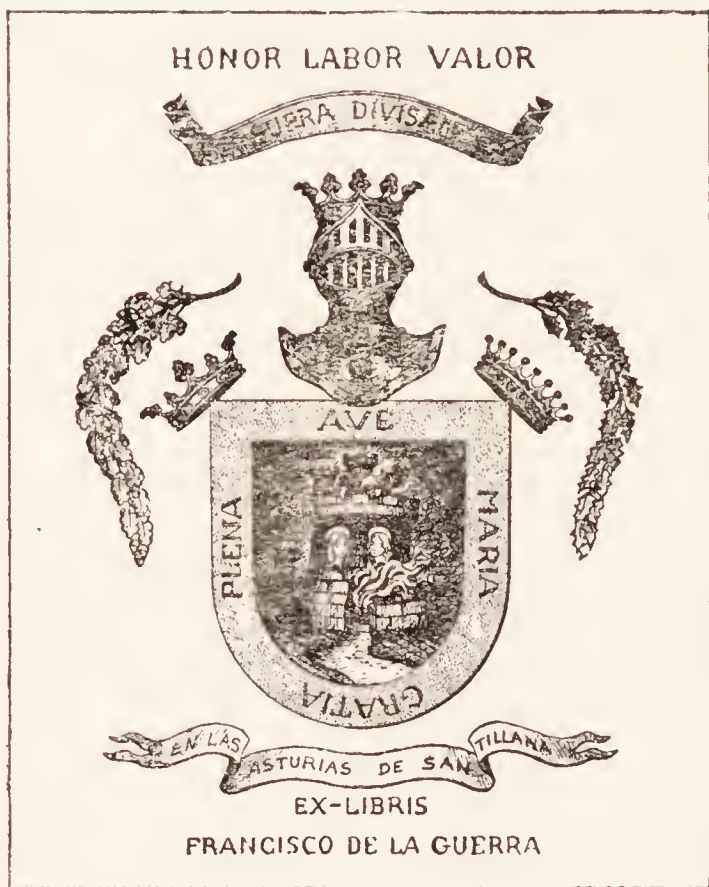 HONOR LABOR VALOR
DIVISA
AVE
MARIA
GRATIA
PLENA
EN LAS
ASTURIAS DE SAN
TILLANA
EX-LIBRIS
FRANCISCO DE LA GUERRA